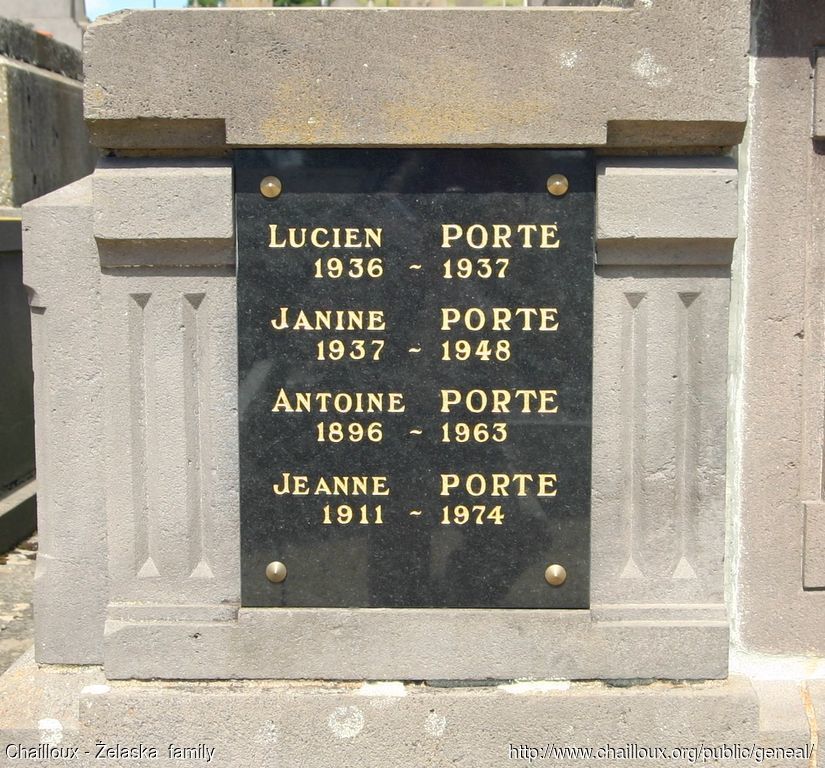 LUCIEN PORTE
1936 ~ 1937
JANINE PORTE
1937 ~ 1948
ANTOINE PORTE
1896 ~ 1963
JEANNE PORTE
1911 ~ 1974
Chailloux - Želaska family http://www.chailloux.org/public/geneal/